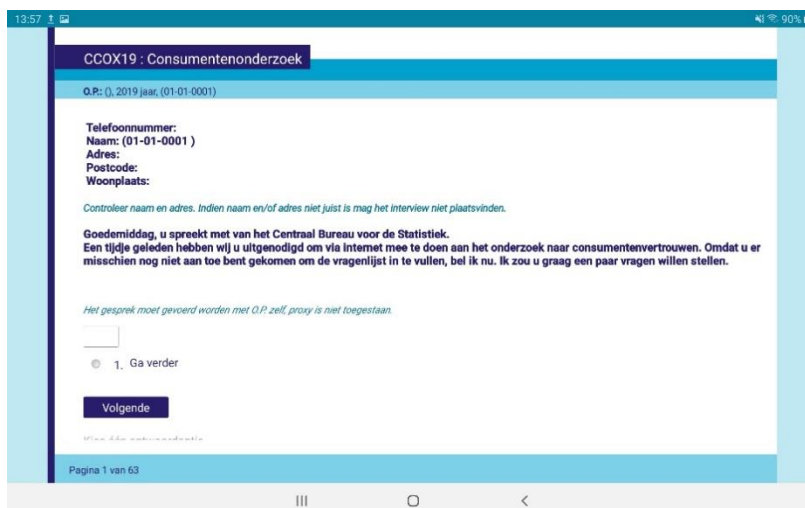 13:57 90%
CCOX19 : Consumentenonderzoek
O.P.: (), 2019 jaar, (01-01-0001)
Telefoonnummer:
Naam: (01-01-0001 )
Adres:
Postcode:
Woonplaats:
Controleer naam en adres. Indien naam en/of adres niet juist is mag het interview niet plaatsvinden.
Goedemiddag, u spreekt met van het Centraal Bureau voor de Statistiek.
Een tijdje geleden hebben wij u uitgenodigd om via internet mee te doen aan het onderzoek naar consumentenvertrouwen. Omdat u er
misschien nog niet aan toe bent gekomen om de vragenlijst in te vullen, bel ik nu. Ik zou u graag een paar vragen willen stellen.
Het gesprek moet gevoerd worden met O.P. zelf, proxy is niet toegestaan.
1. Ga verder
Volgende
Pagina 1 van 63